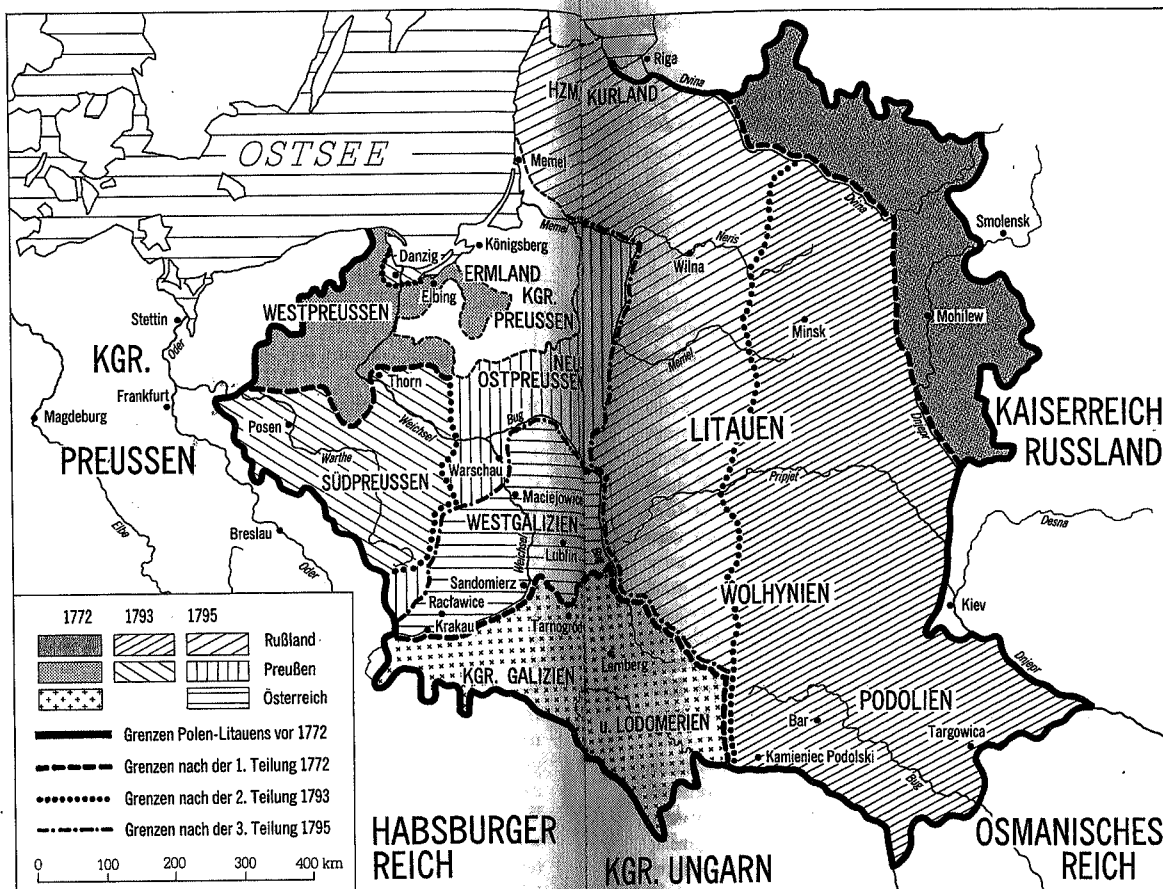 Riga
Dvina
HZM. KURLAND
OSTSEE
Memel
Memel
Dvina
Smolensk
Königsberg
Neris
Wilna
Danzig
ERMLAND
Elbing
KGR.
PREUSSEN
WESTPREUSSEN
Stettin
Oder
Minsk
Mohilew
KGR.
PREUSSEN
Memel
NEU
OSTPREUSSE
Thorn
Frankfurt
Magdeburg
Dnjepr
KAISERREICH
RUSSLAND
Posen
Weichsel
Bug
LITAUEN
Warthe
SÜDPREUSSEN
Warschau
Pripjet
Maciejowic
WESTGALIZIEN
Desna
Elbe
Breslau
Oder
Weichsel
Lublin
Sandomierz
WOLHYNIEN
Racławice
Krakau
Tarnogród
Kiev
Lemberg
KGR. GALIZIEN
Dnjepr
u. LODOMERIEN
PODOLIEN
Bar
Targowica
Kamieniec Podolski
Bug
HABSBURGER
REICH
KGR. UNGARN
OSMANISCHES
REICH
1772 1793 1795
Rußland
Preußen
Österreich
Grenzen Polen-Litauens vor 1772
Grenzen nach der 1. Teilung 1772
Grenzen nach der 2. Teilung 1793
Grenzen nach der 3. Teilung 1795
0 100 200 300 400 km